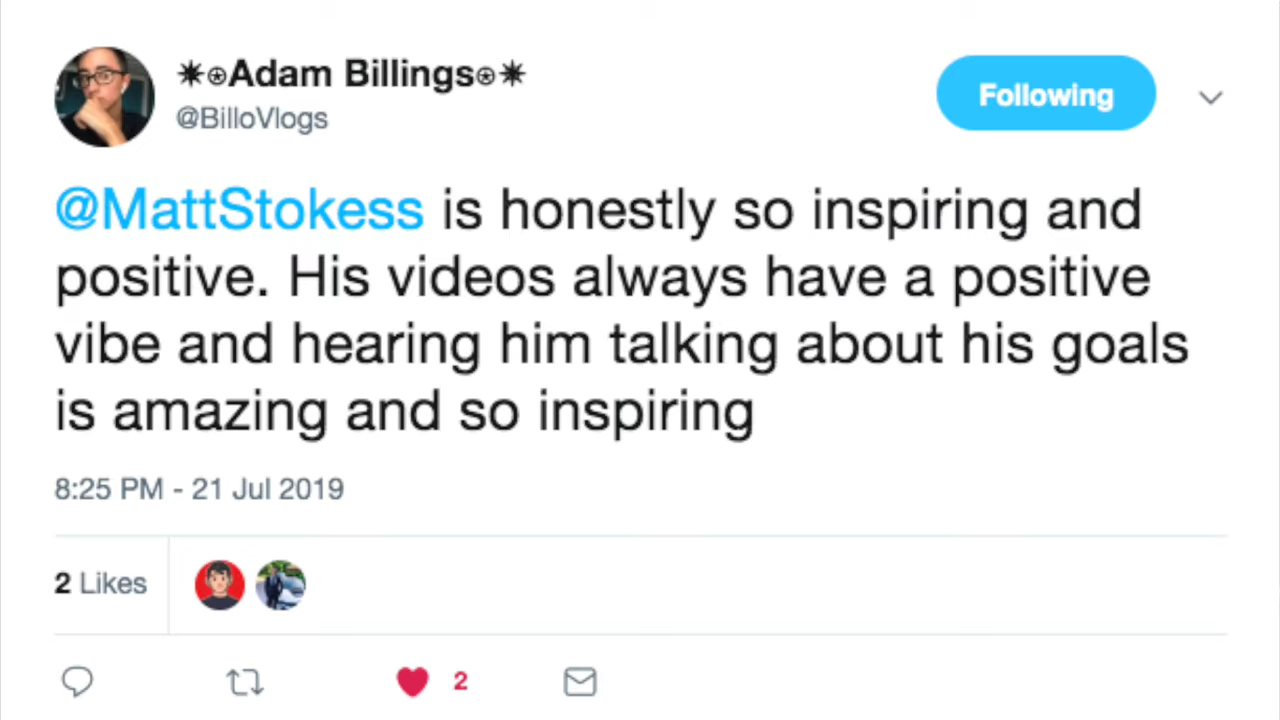 ✷⍟Adam Billings⍟✷
@BilloVlogs
Following
@MattStokess is honestly so inspiring and
positive. His videos always have a positive
vibe and hearing him talking about his goals
is amazing and so inspiring
8:25 PM - 21 Jul 2019
2 Likes
2